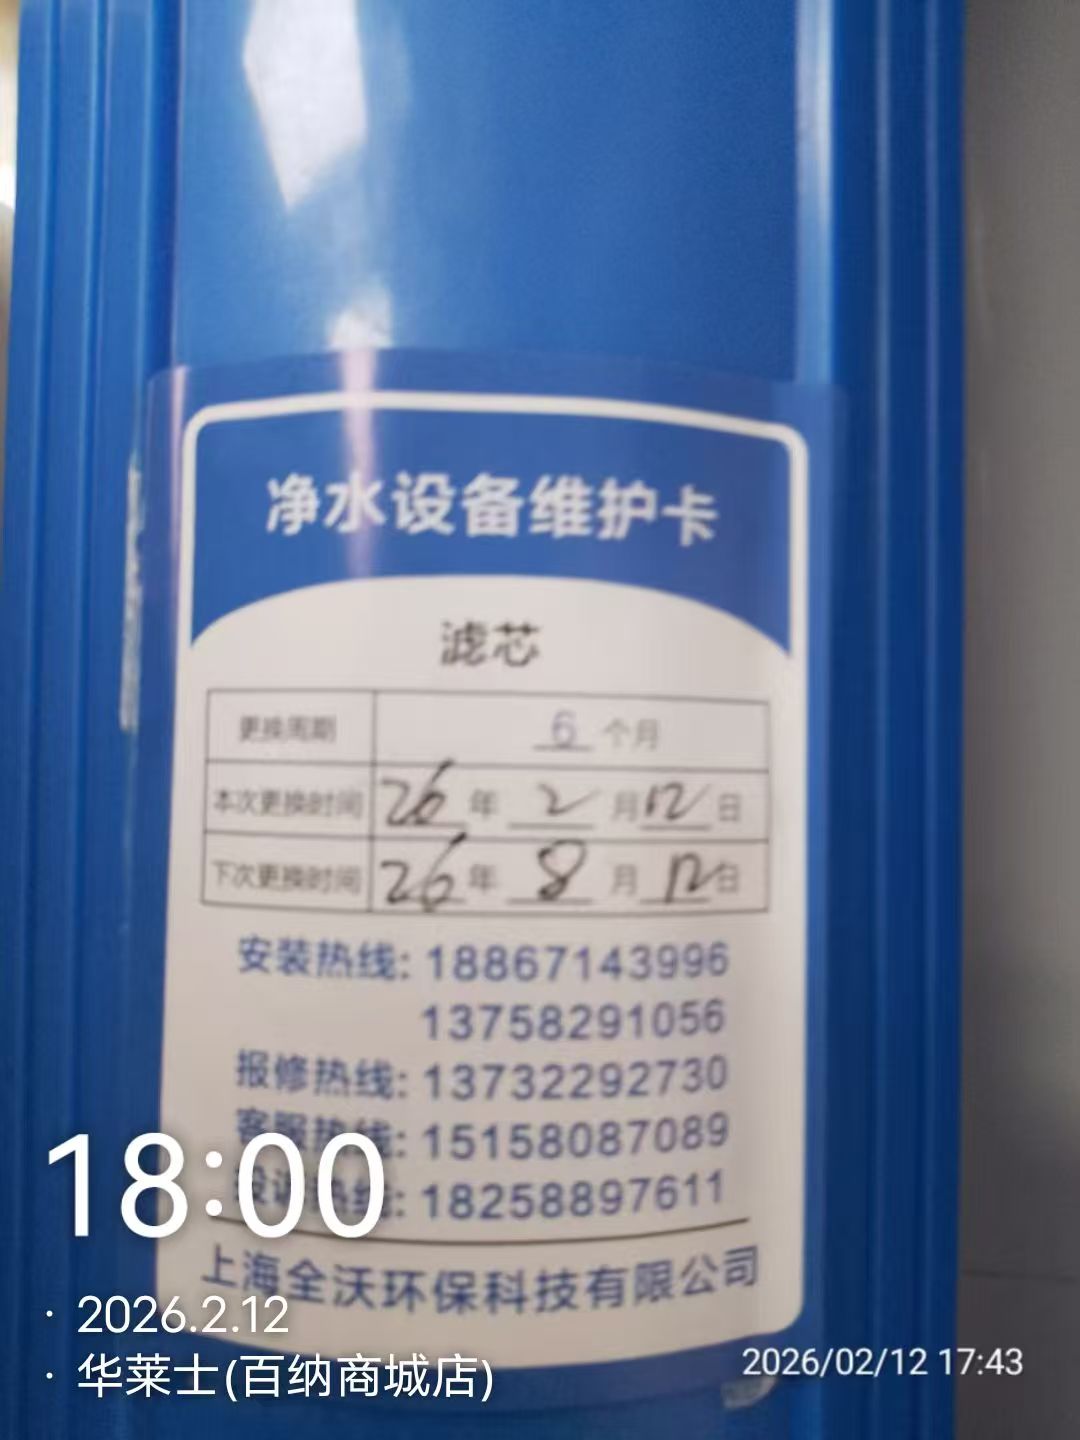 净水设备维护卡
滤芯
更换周期 6 个月
本次更换时间 26 年 2 月 12 日
下次更换时间 26 年 8 月 12 日
安装热线: 18867143996
13758291056
报修热线: 13732292730
客服热线: 15158087089
投诉热线: 18258897611
上海全沃环保科技有限公司
18:00
· 2026.2.12
· 华莱士(百纳商城店)
2026/02/12 17:43